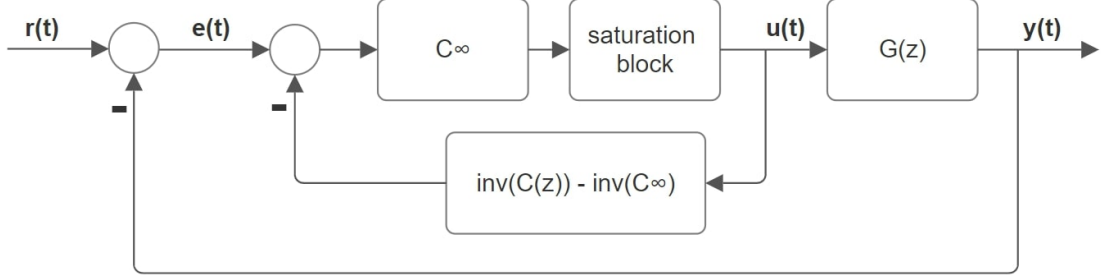 r(t)
e(t)
C∞
saturation
block
u(t)
G(z)
y(t)
-
-
inv(C(z)) - inv(C∞)